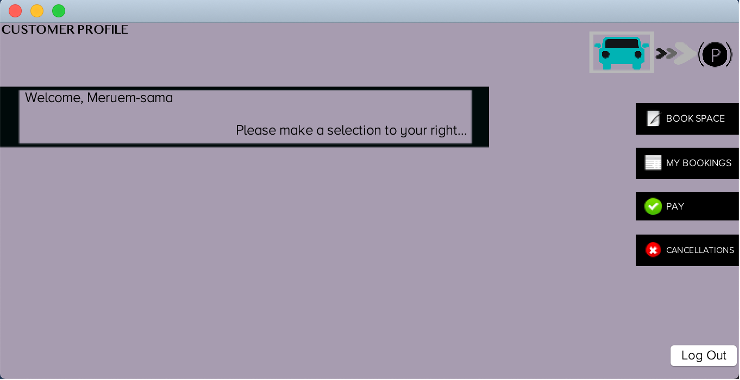 CUSTOMER PROFILE
P
Welcome, Meruem-sama
Please make a selection to your right...
BOOK SPACE
MY BOOKINGS
PAY
CANCELLATIONS
Log Out